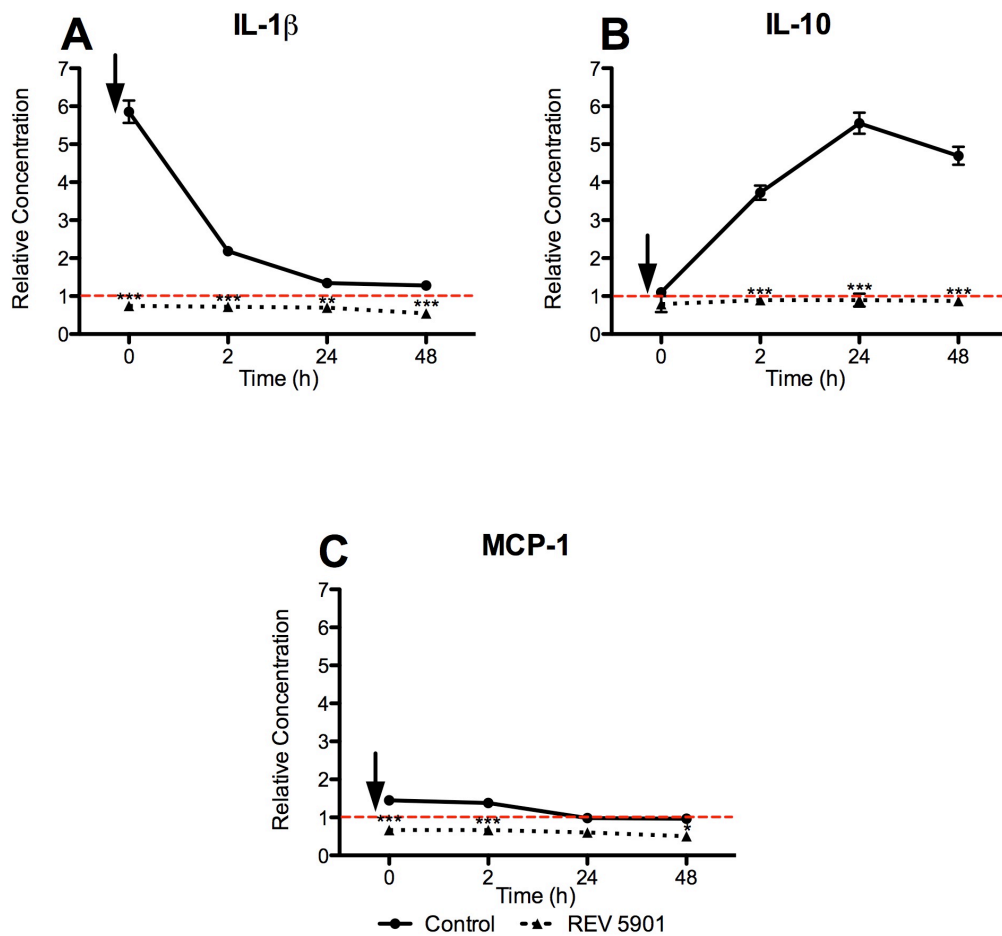 A
IL-1β
7
6
5
4
3
2
1
0
Relative Concentration
***
***
**
***
0 2 24 48
Time (h)
B
IL-10
7
6
5
4
3
2
1
0
Relative Concentration
***
***
***
0 2 24 48
Time (h)
C
MCP-1
7
6
5
4
3
2
1
0
Relative Concentration
***
***
*
0 2 24 48
Time (h)
Control REV 5901